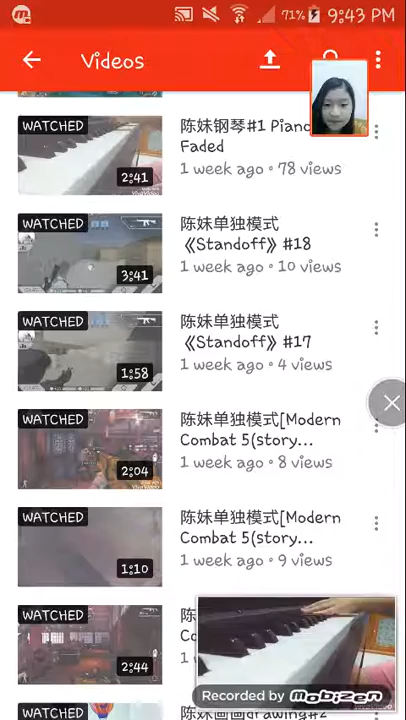 71% 9:43 PM
Videos
WATCHED
2:41
陈妹钢琴#1 Piano
Faded
1 week ago • 78 views
WATCHED
3:41
陈妹单独模式
《Standoff》#18
1 week ago • 10 views
WATCHED
1:58
陈妹单独模式
《Standoff》#17
1 week ago • 4 views
WATCHED
2:04
陈妹单独模式[Modern
Combat 5(story...
1 week ago • 8 views
WATCHED
1:10
陈妹单独模式[Modern
Combat 5(story...
1 week ago • 9 views
WATCHED
2:44
Recorded by Mobizen
陈妹画画drawing#2